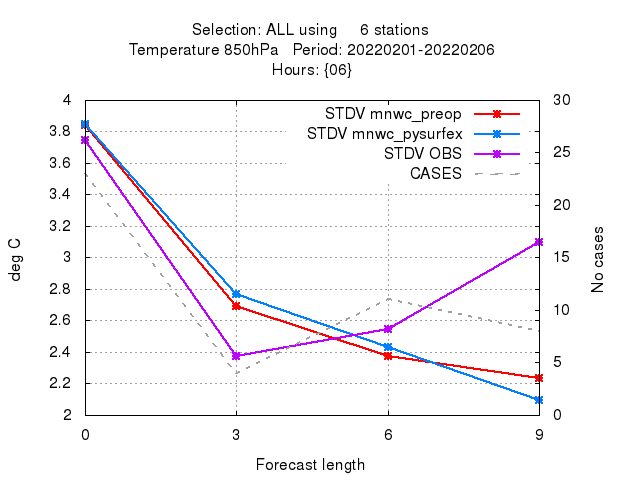 Selection: ALL using     6 stations
Temperature 850hPa   Period: 20220201-20220206
Hours: {06}
STDV mnwc_preop
STDV mnwc_pysurfex
STDV OBS
CASES
4
3.8
3.6
3.4
3.2
3
2.8
2.6
2.4
2.2
2
deg C
30
25
20
15
10
5
0
No cases
0 3 6 9
Forecast length